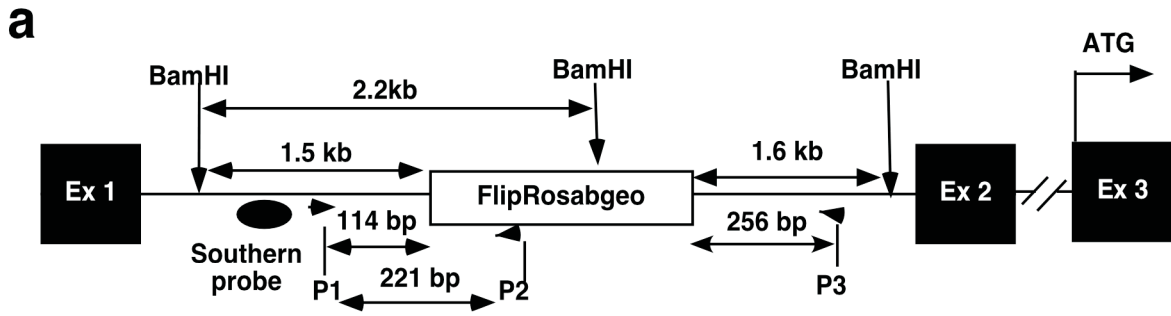 a
ATG
BamHI
BamHI
BamHI
2.2kb
1.5 kb
1.6 kb
Ex 1
FlipRosabgeo
Ex 2
Ex 3
114 bp
256 bp
Southern
probe
P1
221 bp
P2
P3